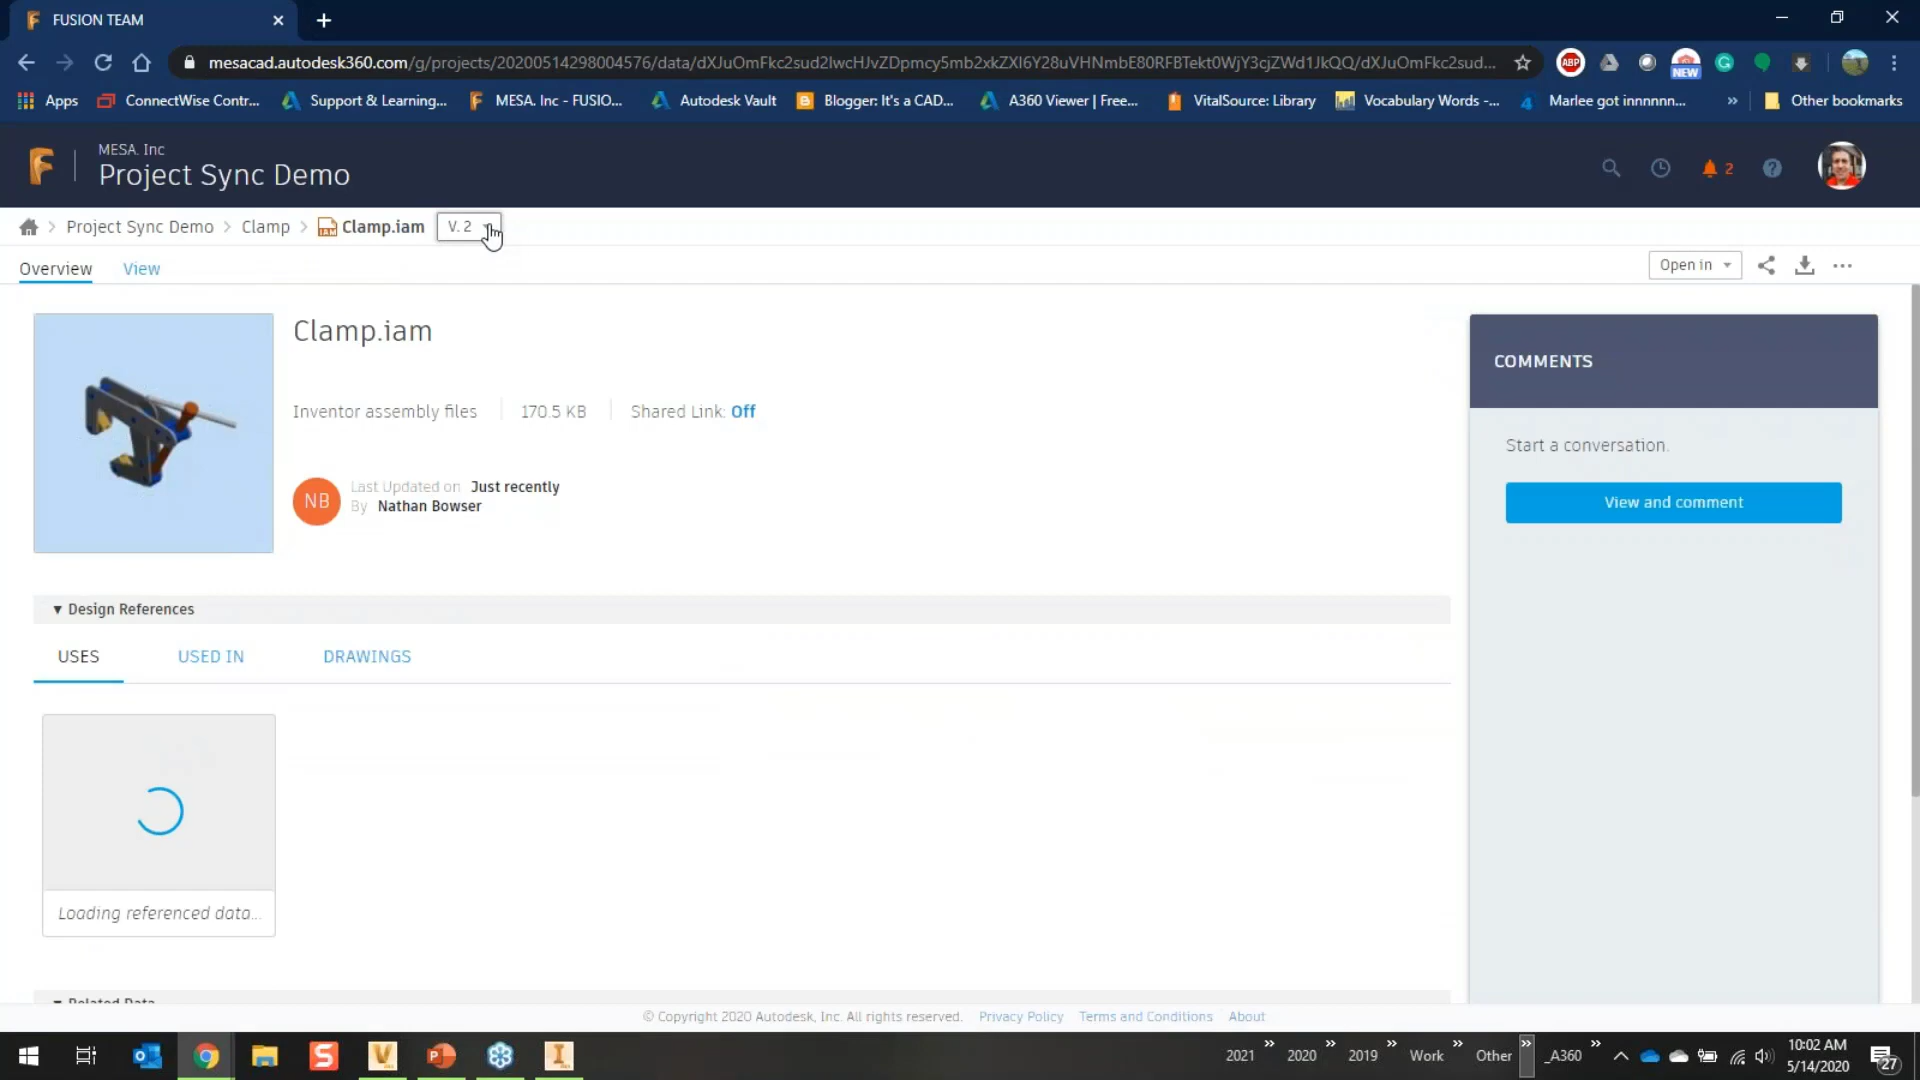 FUSION TEAM
mesacad.autodesk360.com/g/projects/20200514298004576/data/dXJuOmFkc2sud2lwcHJvZDpmcy5mb2xkZXI6Y28uVHNmbE80RFBTekt0WjY3cjZWd1JkQQ/dXJuOmFkc2sud...
Apps ConnectWise Contr... Support & Learning... MESA. Inc - FUSIO... Autodesk Vault Blogger: It's a CAD... A360 Viewer | Free... VitalSource: Library Vocabulary Words -... Marlee got innnnnn... » Other bookmarks
MESA. Inc
Project Sync Demo
2
Project Sync Demo > Clamp > Clamp.iam V. 2
Overview View Open in
Clamp.iam
Inventor assembly files 170.5 KB Shared Link: Off
NB
Last Updated on Just recently
By Nathan Bowser
COMMENTS
Start a conversation.
View and comment
▼ Design References
USES USED IN DRAWINGS
Loading referenced data...
▼ Related Data
© Copyright 2020 Autodesk, Inc. All rights reserved. Privacy Policy Terms and Conditions About
2021 » 2020 » 2019 » Work » Other » _A360 »
10:02 AM
5/14/2020
27
ABP
NEW